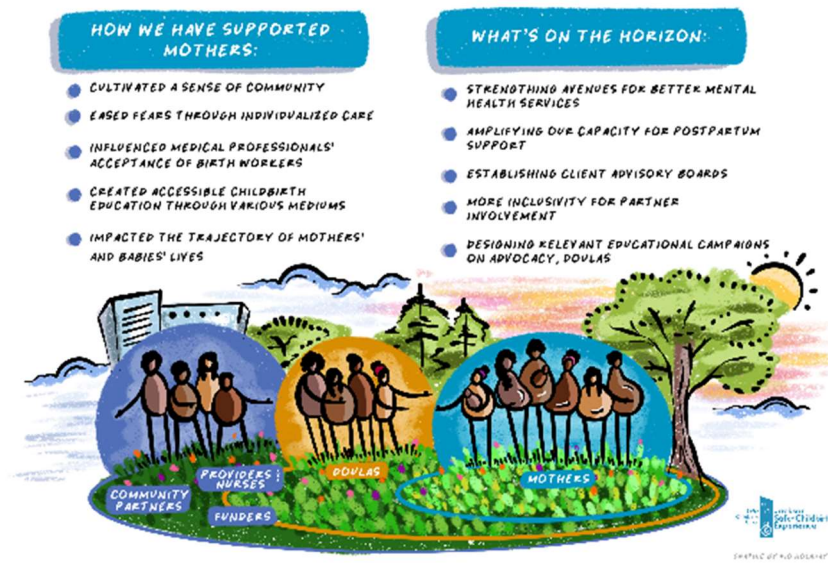 HOW WE HAVE SUPPORTED
MOTHERS:
CULTIVATED A SENSE OF COMMUNITY
EASED FEARS THROUGH INDIVIDUALIZED CARE
INFLUENCED MEDICAL PROFESSIONALS'
ACCEPTANCE OF BIRTH WORKERS
CREATED ACCESSIBLE CHILDBIRTH
EDUCATION THROUGH VARIOUS MEDIUMS
IMPACTED THE TRAJECTORY OF MOTHERS'
AND BABIES' LIVES
WHAT'S ON THE HORIZON:
STRENGTHING AVENUES FOR BETTER MENTAL
HEALTH SERVICES
AMPLIFYING OUR CAPACITY FOR POSTPARTUM
SUPPORT
ESTABLISHING CLIENT ADVISORY BOARDS
MORE INCLUSIVITY FOR PARTNER
INVOLVEMENT
DESIGNING RELEVANT EDUCATIONAL CAMPAIGNS
ON ADVOCACY, DOULAS
PROVIDERS &
NURSES
COMMUNITY
PARTNERS
FUNDERS
DOULAS
MOTHERS
Safer Childbirth
Experience